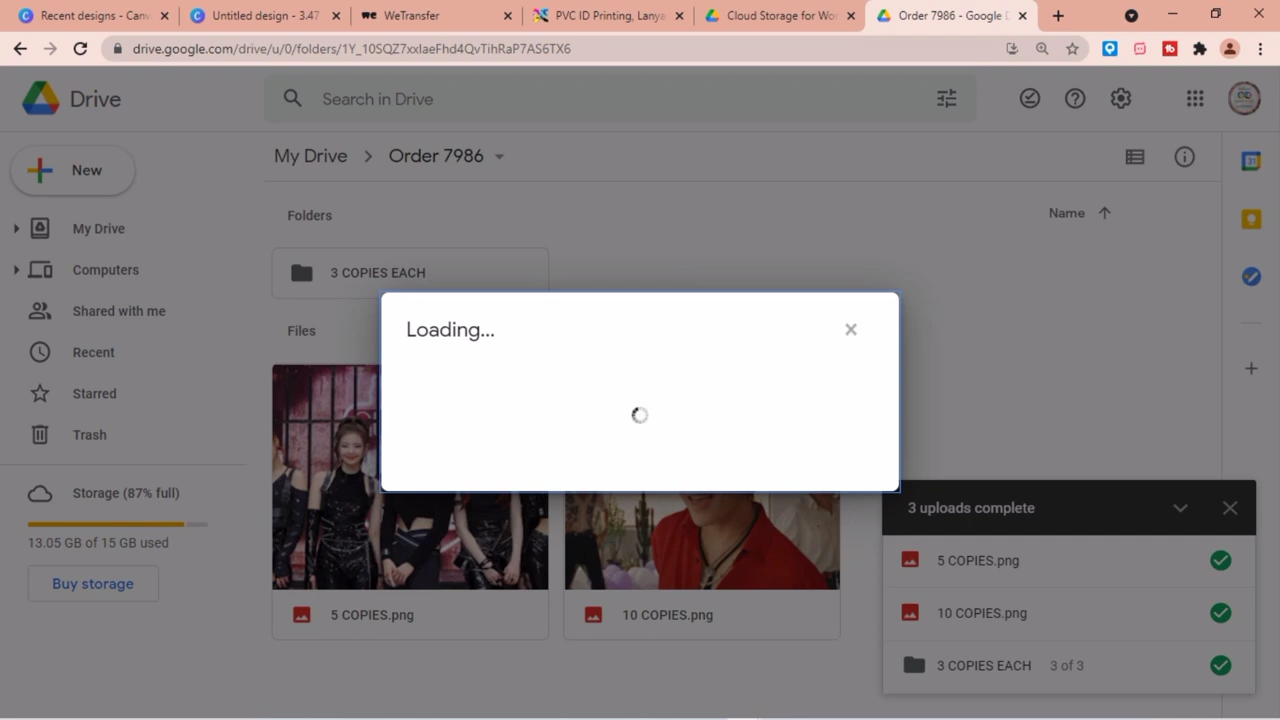 Recent designs - Canv
Untitled design - 3.47
WeTransfer
PVC ID Printing, Lanya
Cloud Storage for Wor
Order 7986 - Google D
drive.google.com/drive/u/0/folders/1Y_10SQZ7xxIaeFhd4QvTihRaP7AS6TX6
Drive
Search in Drive
New
My Drive
Computers
Shared with me
Recent
Starred
Trash
Storage (87% full)
13.05 GB of 15 GB used
Buy storage
My Drive > Order 7986
Folders
Name
3 COPIES EACH
Files
Loading...
5 COPIES.png
10 COPIES.png
3 uploads complete
5 COPIES.png
10 COPIES.png
3 COPIES EACH 3 of 3
31